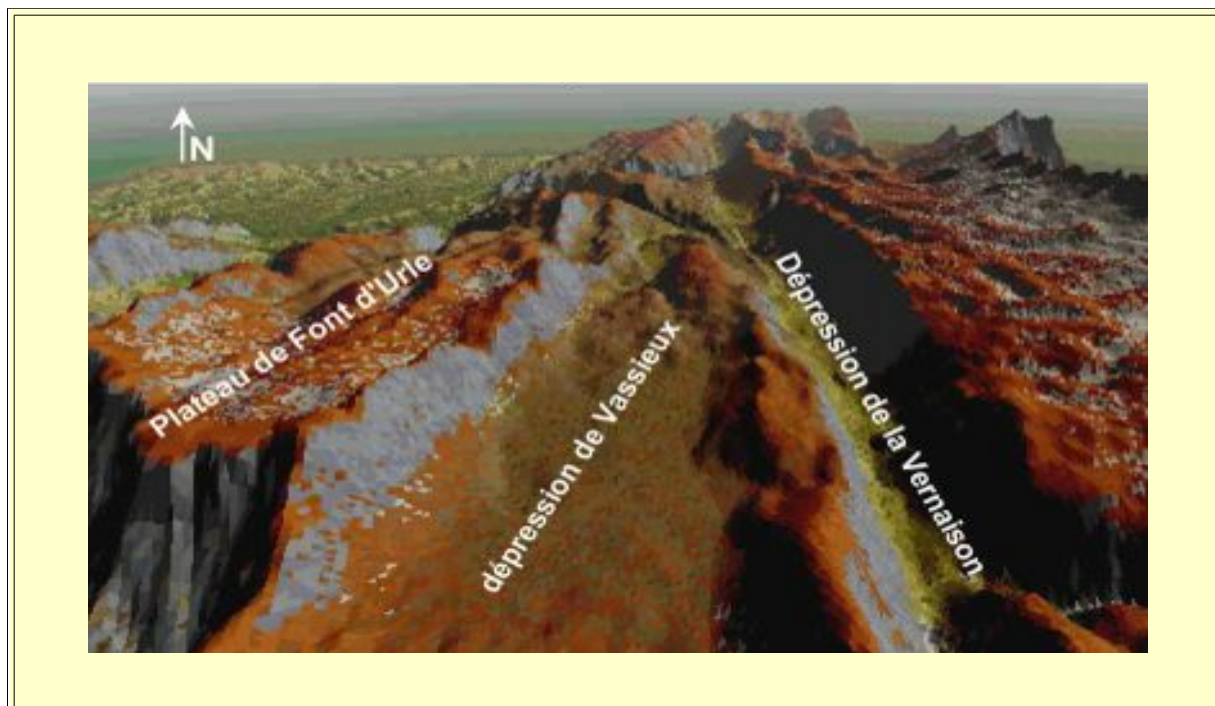 N
Plateau de Font d'Urle
dépression de Vassieux
Dépression de la Vernaison